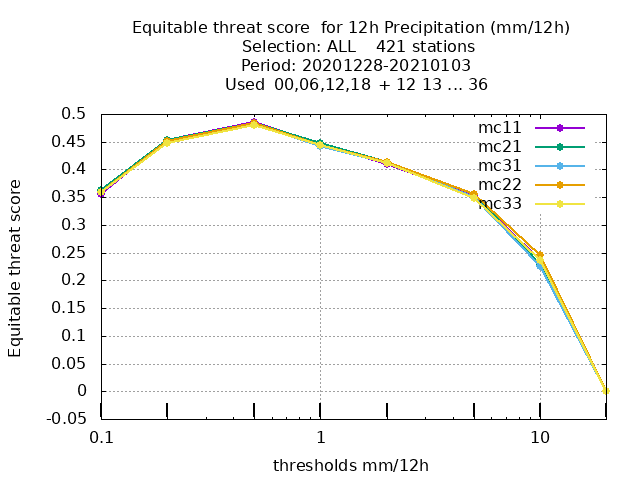 Equitable threat score  for 12h Precipitation (mm/12h)
Selection: ALL    421 stations
Period: 20201228-20210103
Used  00,06,12,18  + 12 13 ... 36
0.5
0.45
0.4
0.35
0.3
0.25
0.2
0.15
0.1
0.05
0
-0.05
Equitable threat score
mc11
mc21
mc31
mc22
mc33
0.1 1 10
thresholds mm/12h